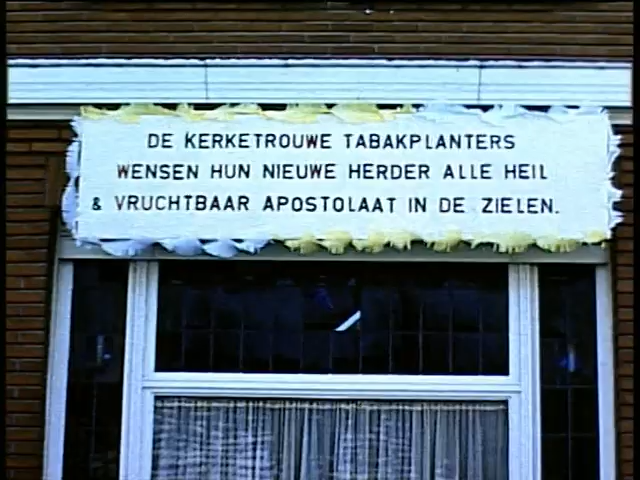 DE KERKETROUWE TABAKPLANTERS
WENSEN HUN NIEUWE HERDER ALLE HEIL
& VRUCHTBAAR APOSTOLAAT IN DE ZIELEN.